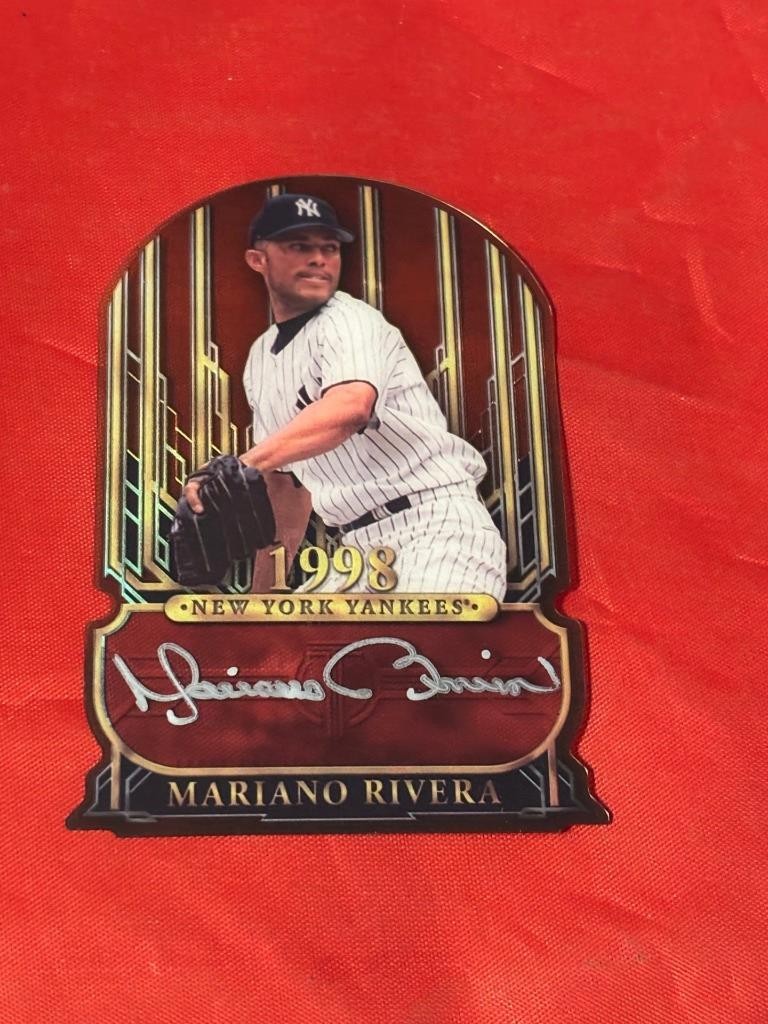 NY
1998
•NEW YORK YANKEES®•
Mariano Rivera
MARIANO RIVERA